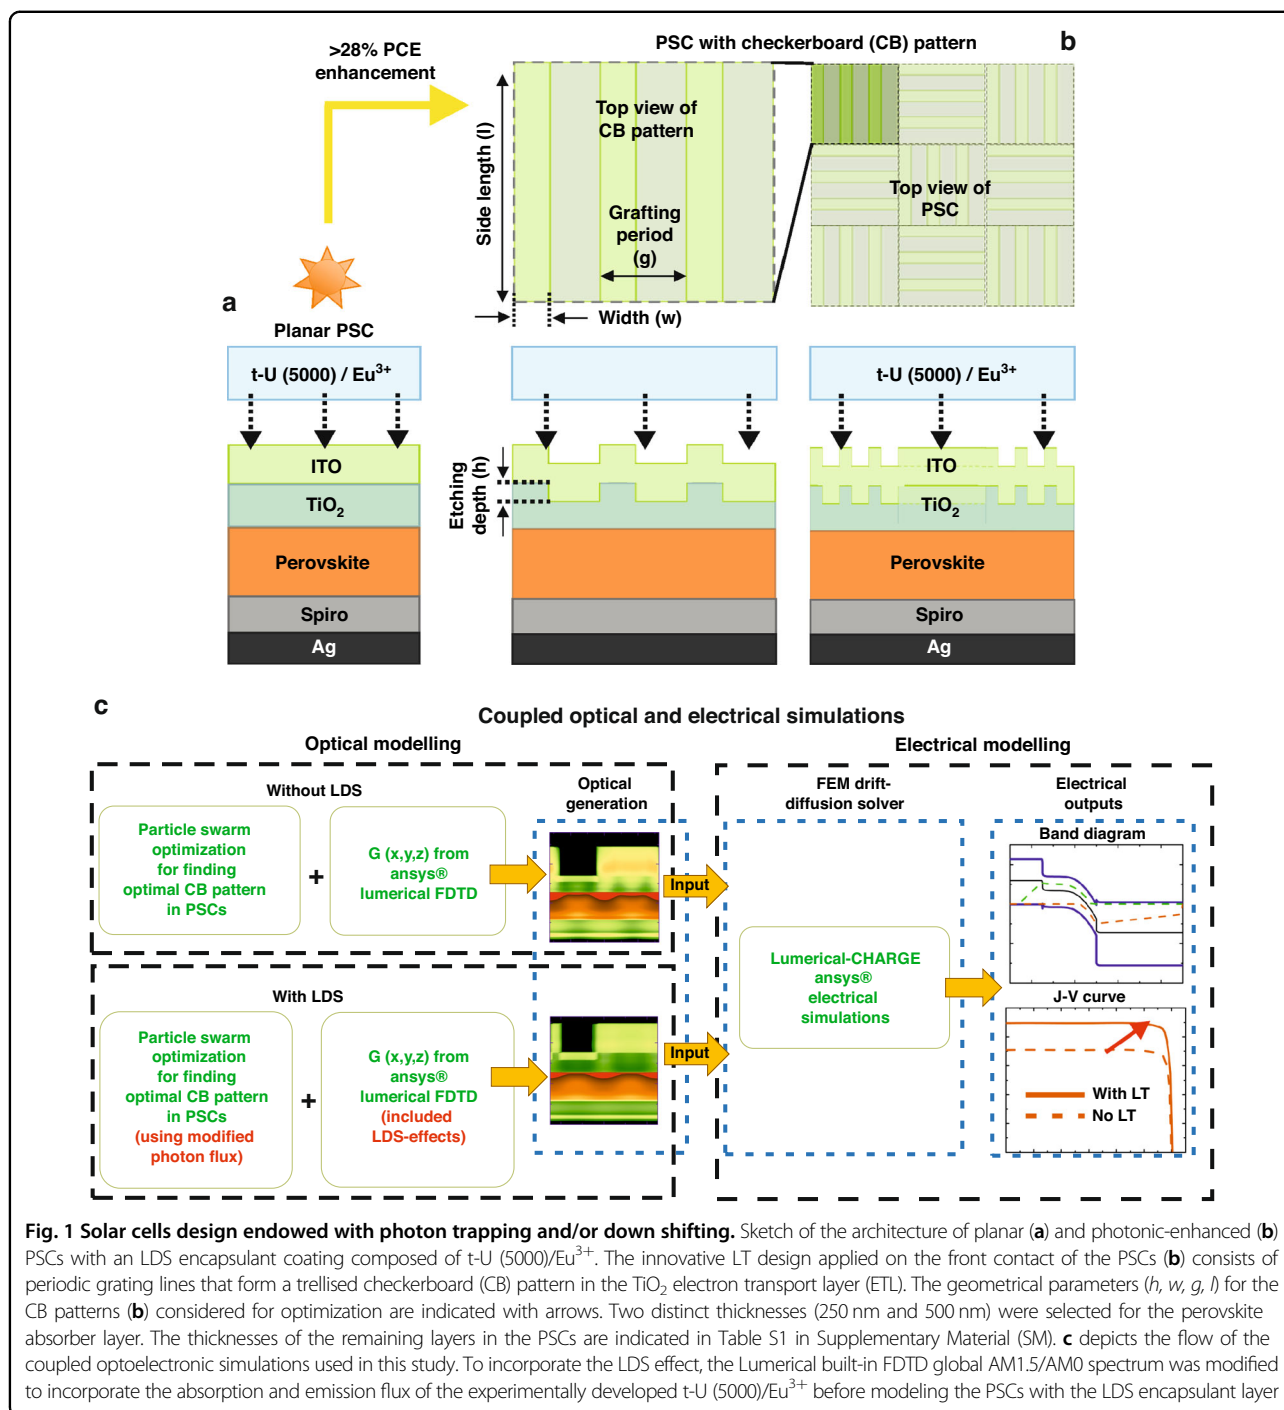 >28% PCE
enhancement
PSC with checkerboard (CB) pattern
b
Side length (l)
Top view of
CB pattern
Grafting
period
(g)
Width (w)
Top view of
PSC
a
Planar PSC
t-U (5000) / Eu³⁺
ITO
TiO₂
Perovskite
Spiro
Ag
Etching
depth (h)
t-U (5000) / Eu³⁺
ITO
TiO₂
Perovskite
Spiro
Ag
c
Coupled optical and electrical simulations
Optical modelling
Electrical modelling
Without LDS
Particle swarm
optimization
for finding
optimal CB pattern
in PSCs
+
G (x,y,z) from
ansys®
lumerical FDTD
Optical
generation
Input
With LDS
Particle swarm
optimization
for finding
optimal CB pattern
in PSCs
(using modified
photon flux)
+
G (x,y,z) from
ansys®
lumerical FDTD
(included
LDS-effects)
Input
FEM drift-
diffusion solver
Lumerical-CHARGE
ansys®
electrical
simulations
Electrical
outputs
Band diagram
J-V curve
With LT
No LT
Fig. 1 Solar cells design endowed with photon trapping and/or down shifting. Sketch of the architecture of planar (a) and photonic-enhanced (b)
PSCs with an LDS encapsulant coating composed of t-U (5000)/Eu³⁺. The innovative LT design applied on the front contact of the PSCs (b) consists of
periodic grating lines that form a trellised checkerboard (CB) pattern in the TiO₂ electron transport layer (ETL). The geometrical parameters (h, w, g, l) for the
CB patterns (b) considered for optimization are indicated with arrows. Two distinct thicknesses (250 nm and 500 nm) were selected for the perovskite
absorber layer. The thicknesses of the remaining layers in the PSCs are indicated in Table S1 in Supplementary Material (SM). c depicts the flow of the
coupled optoelectronic simulations used in this study. To incorporate the LDS effect, the Lumerical built-in FDTD global AM1.5/AM0 spectrum was modified
to incorporate the absorption and emission flux of the experimentally developed t-U (5000)/Eu³⁺ before modeling the PSCs with the LDS encapsulant layer